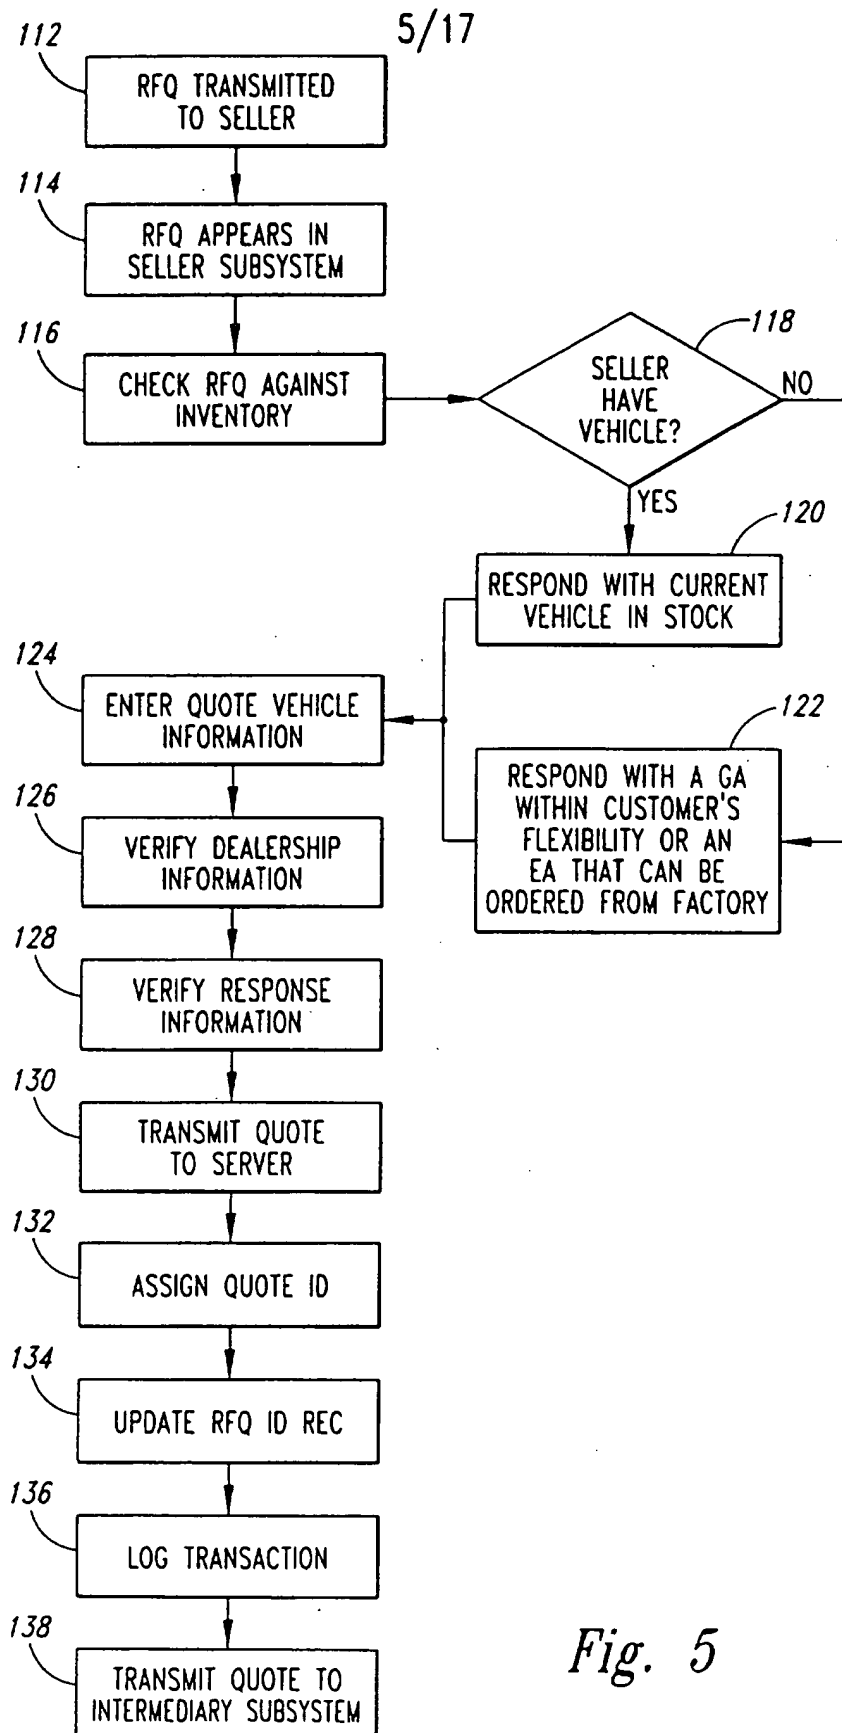 5/17
112
RFQ TRANSMITTED
TO SELLER
114
RFQ APPEARS IN
SELLER SUBSYSTEM
116
CHECK RFQ AGAINST
INVENTORY
118
SELLER
HAVE
VEHICLE?
NO
YES
120
RESPOND WITH CURRENT
VEHICLE IN STOCK
122
RESPOND WITH A GA
WITHIN CUSTOMER'S
FLEXIBILITY OR AN
EA THAT CAN BE
ORDERED FROM FACTORY
124
ENTER QUOTE VEHICLE
INFORMATION
126
VERIFY DEALERSHIP
INFORMATION
128
VERIFY RESPONSE
INFORMATION
130
TRANSMIT QUOTE
TO SERVER
132
ASSIGN QUOTE ID
134
UPDATE RFQ ID REC
136
LOG TRANSACTION
138
TRANSMIT QUOTE TO
INTERMEDIARY SUBSYSTEM
Fig. 5